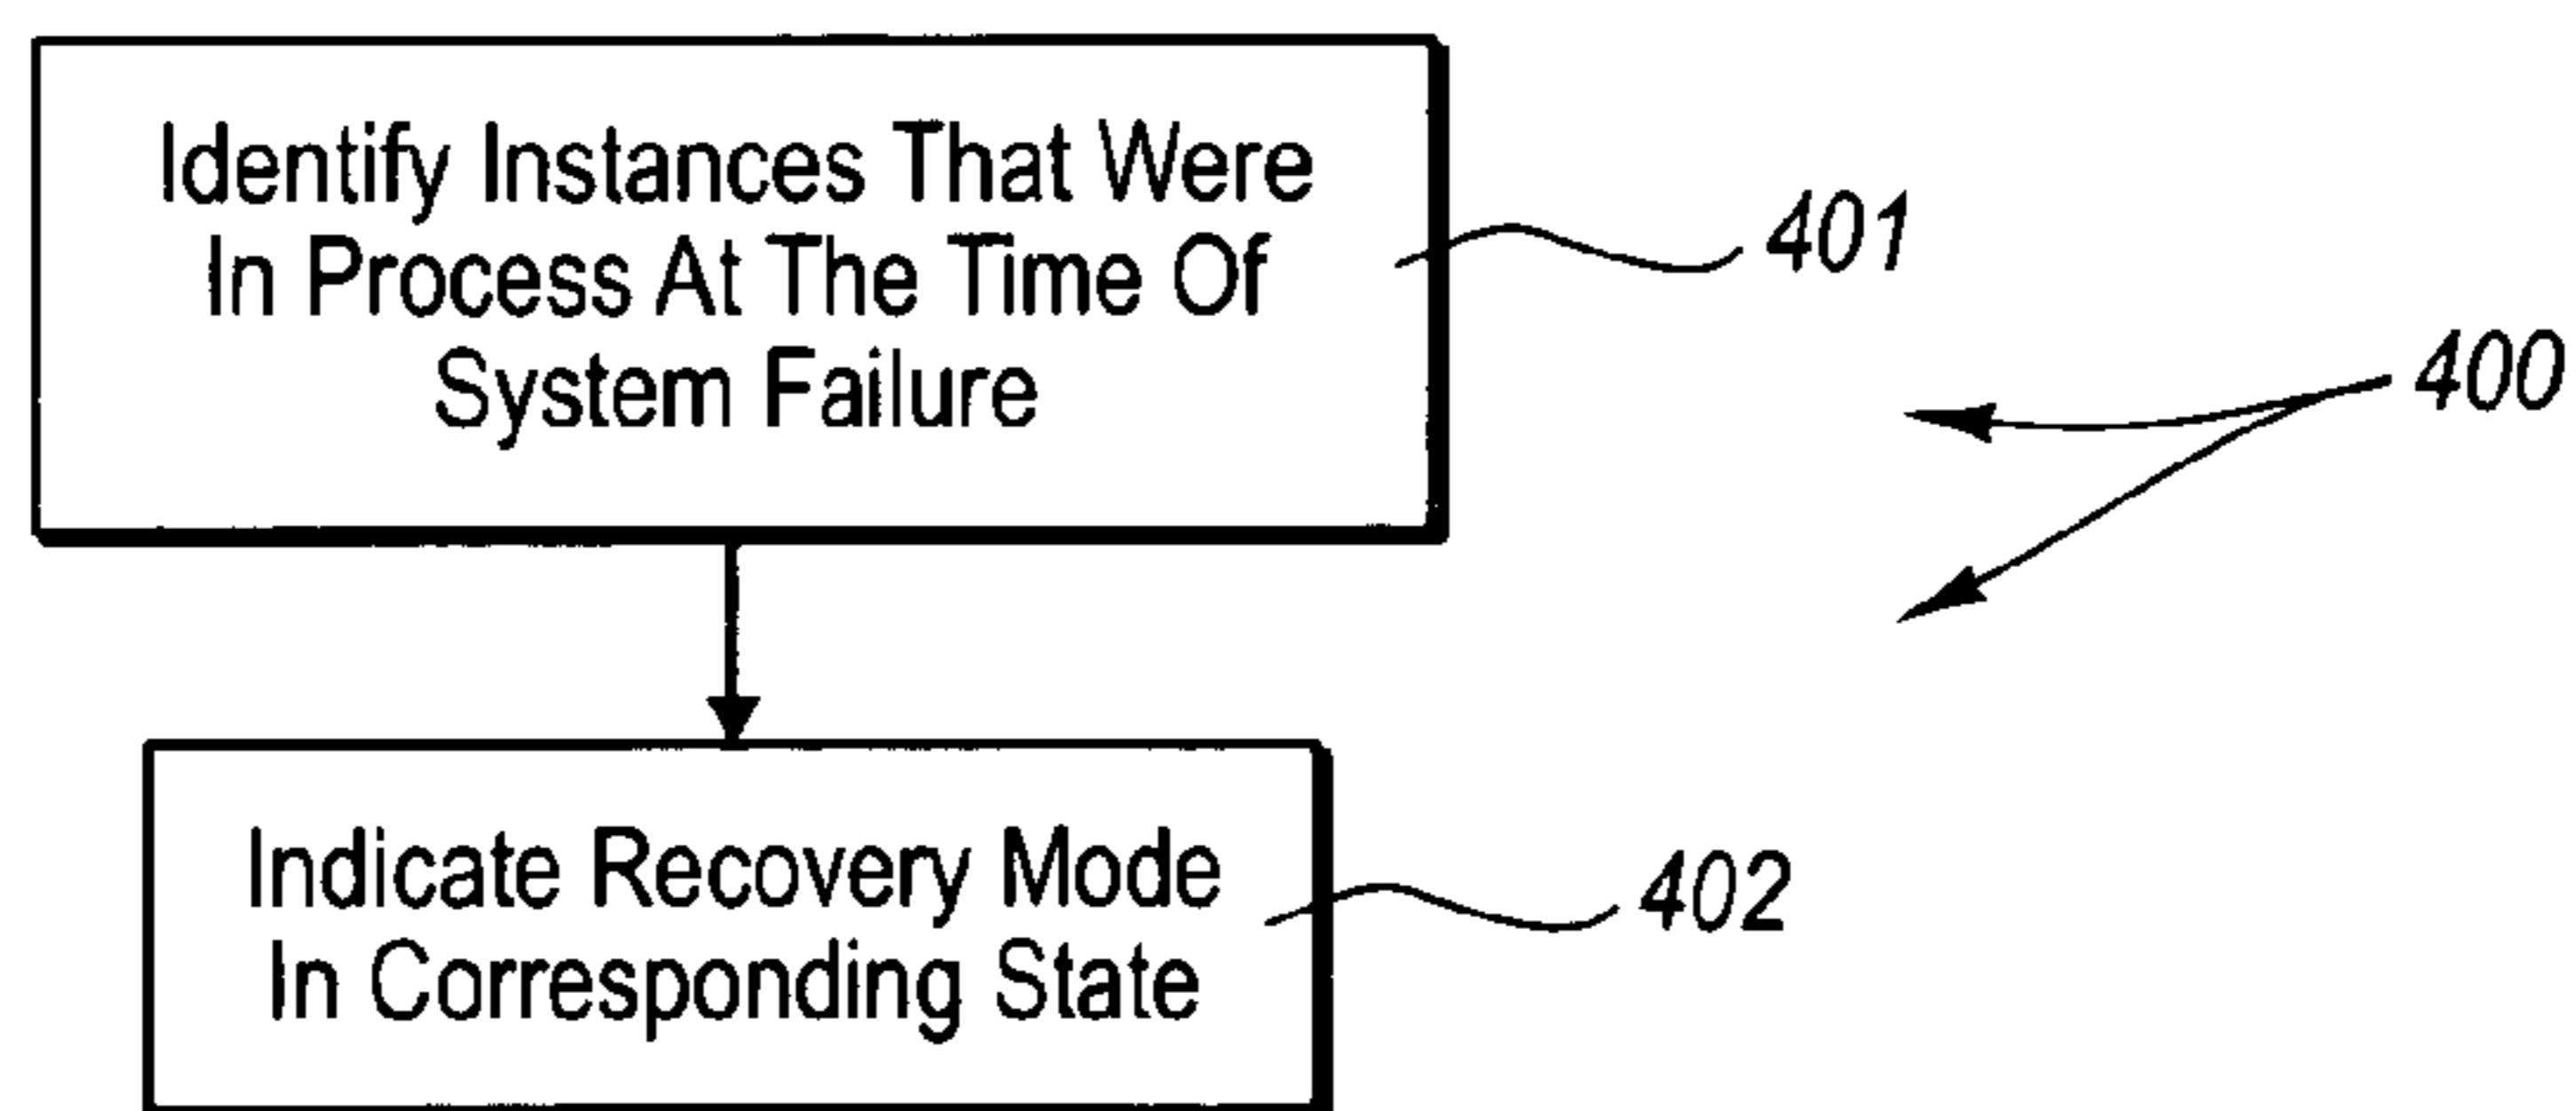 Identify Instances That Were
In Process At The Time Of
System Failure
401
400
Indicate Recovery Mode
In Corresponding State
402